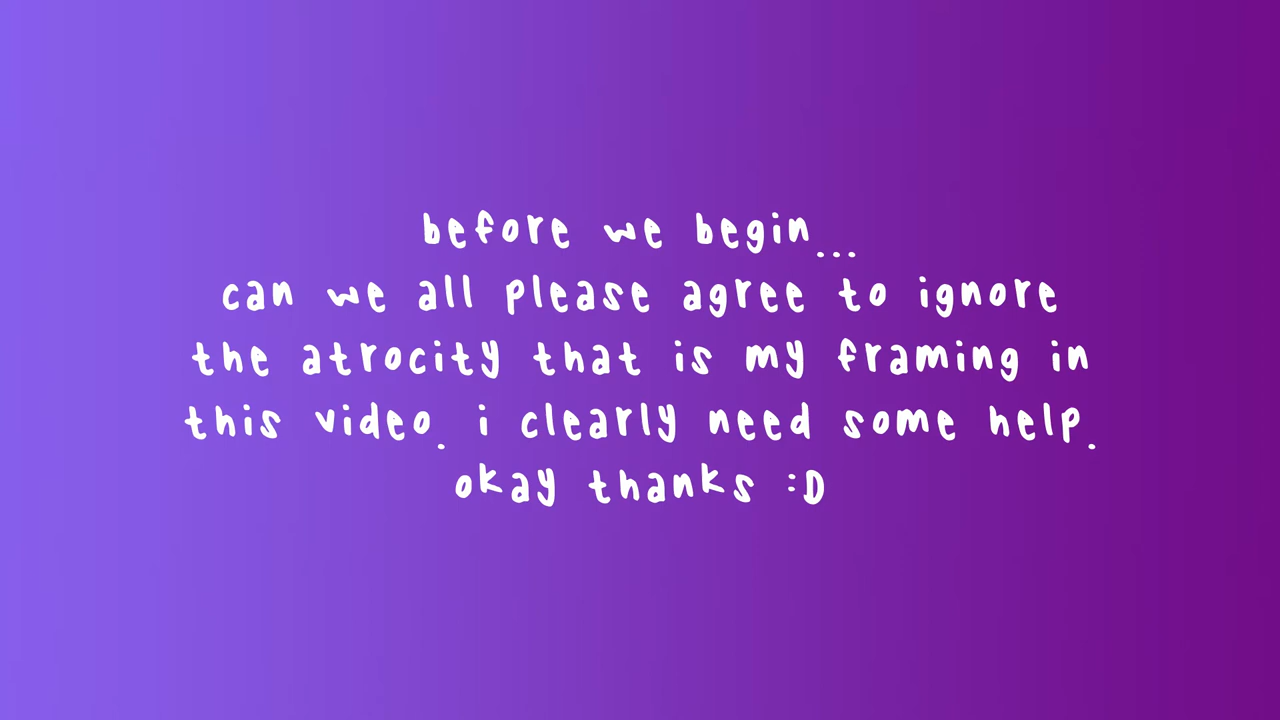 before we begin...
can we all please agree to ignore
the atrocity that is my framing in
this video. i clearly need some help.
okay thanks :D